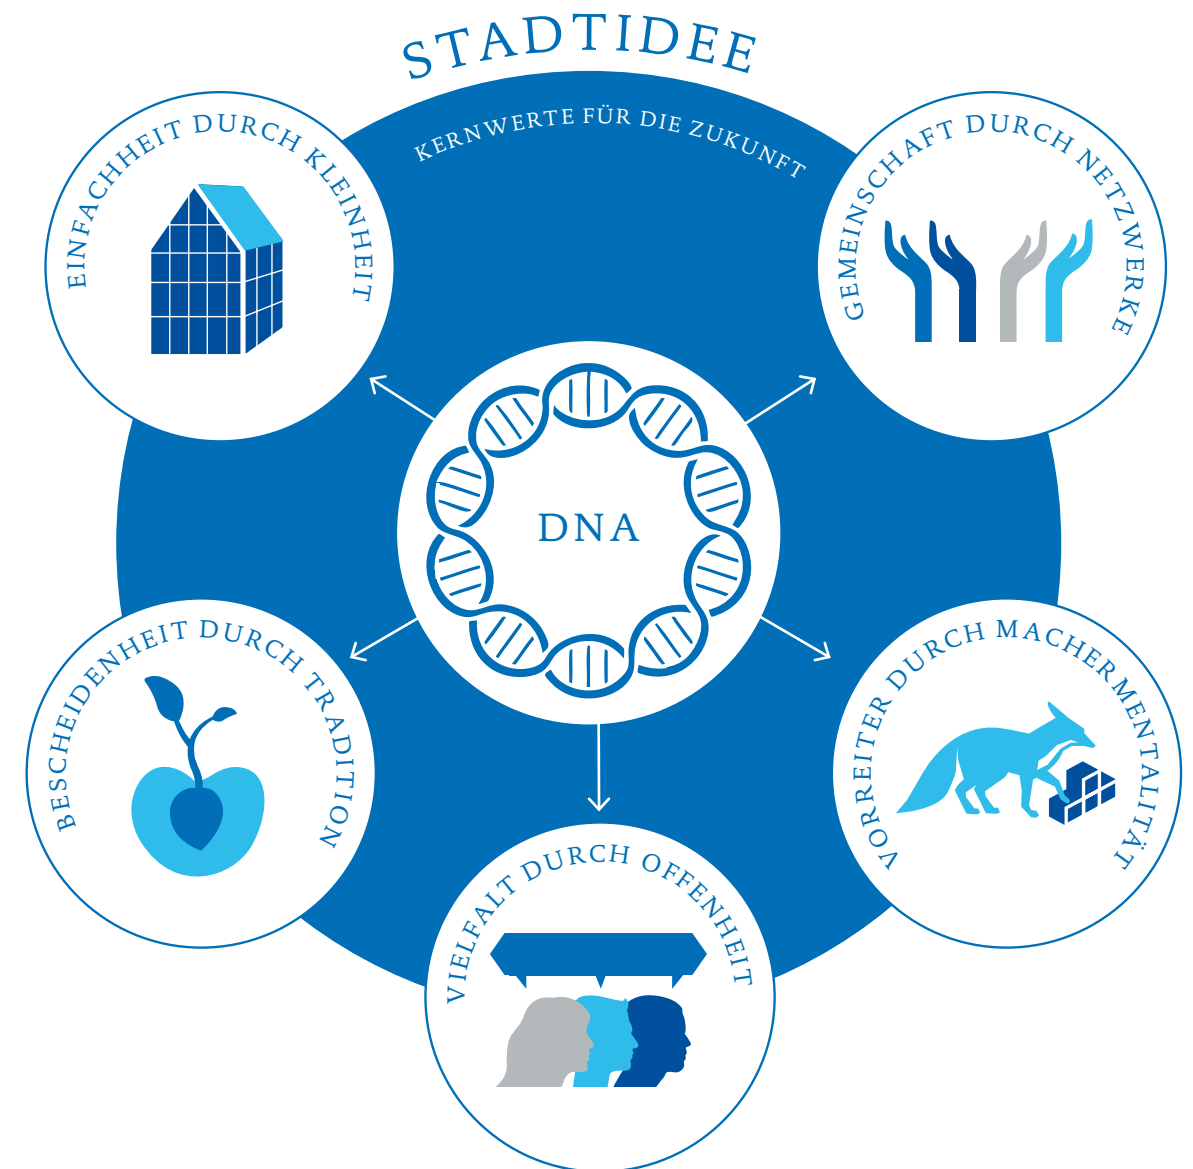 STADTIDEE
KERNWERTE FÜR DIE ZUKUNFT
EINFACHHEIT DURCH KLEINHEIT
GEMEINSCHAFT DURCH NETZWERKE
DNA
BESCHEIDENHEIT DURCH TRADITION
VORREITER DURCH MACHERMENTALITÄT
VIELFALT DURCH OFFENHEIT